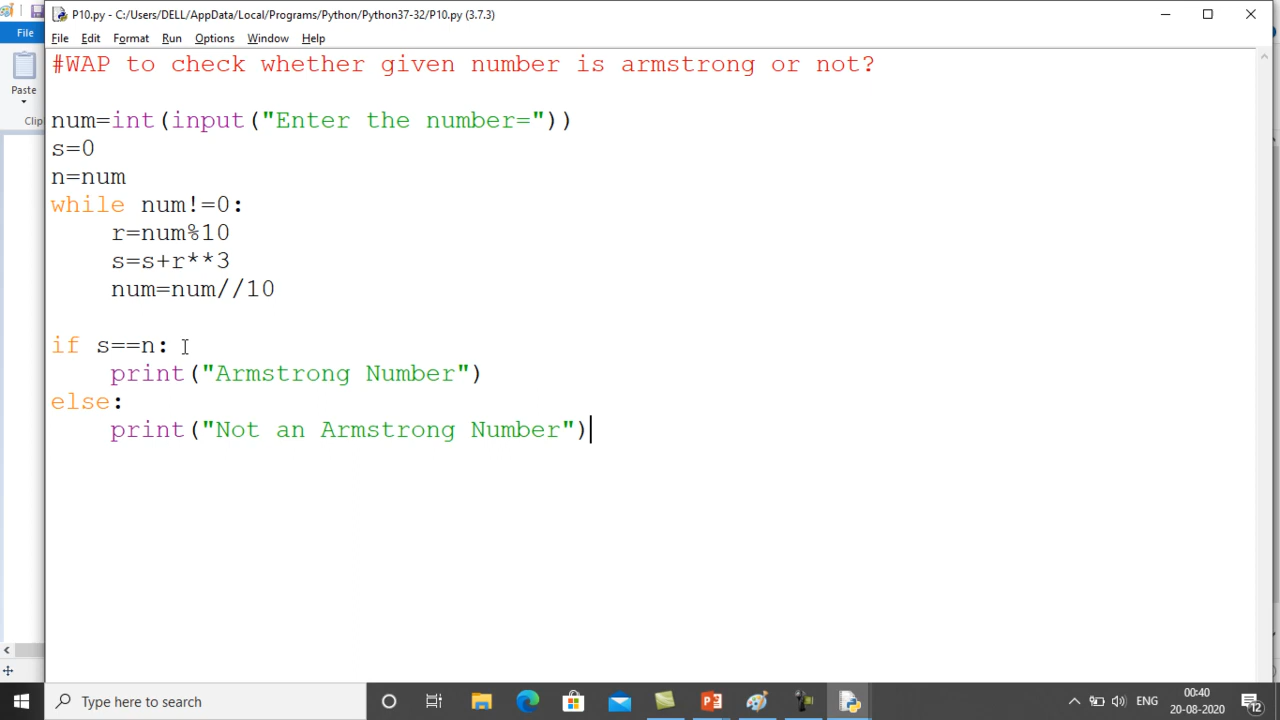 P10.py - C:/Users/DELL/AppData/Local/Programs/Python/Python37-32/P10.py (3.7.3)
File
File Edit Format Run Options Window Help
Paste
Clip
#WAP to check whether given number is armstrong or not?
num=int(input("Enter the number="))
s=0
n=num
while num!=0:
    r=num%10
    s=s+r**3
    num=num//10
if s==n:
    print("Armstrong Number")
else:
    print("Not an Armstrong Number")
Type here to search
ENG
00:40
20-08-2020
12